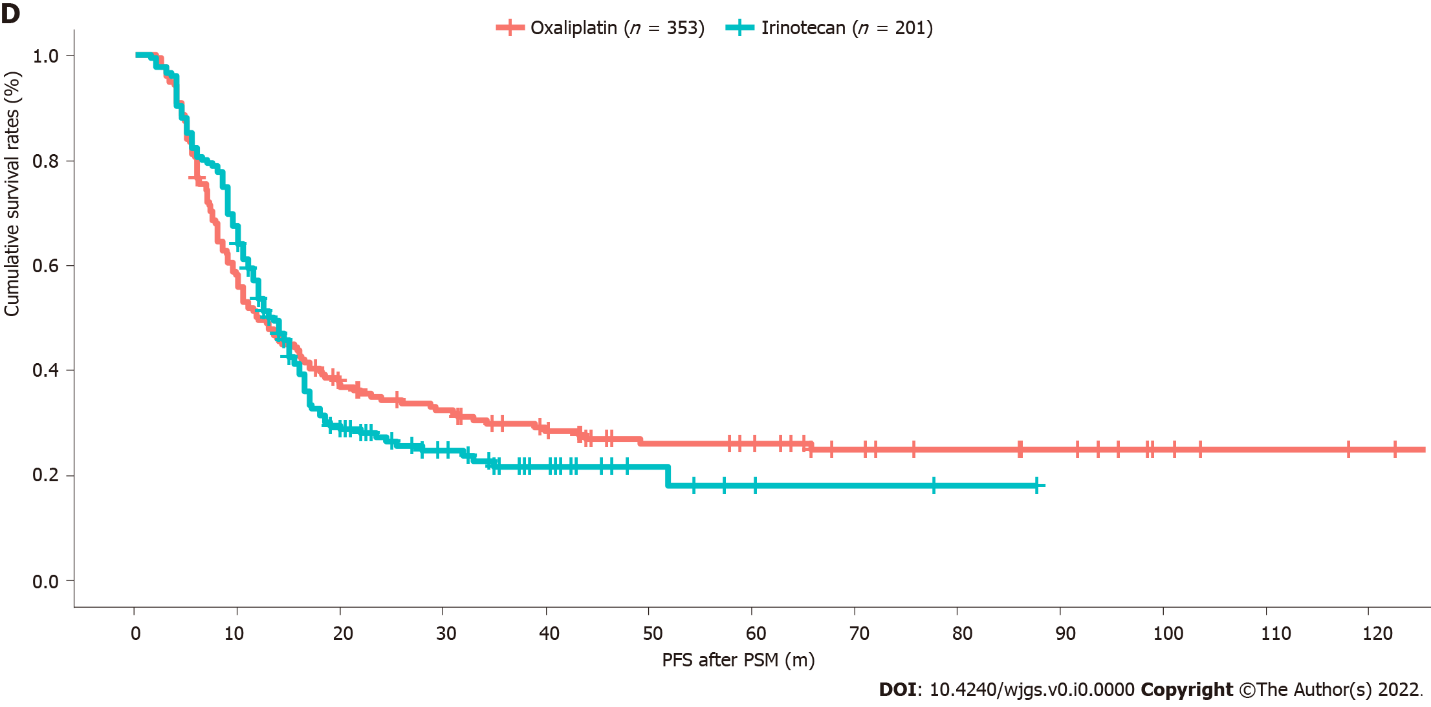 D
Oxaliplatin (n = 353) Irinotecan (n = 201)
Cumulative survival rates (%)
1.0
0.8
0.6
0.4
0.2
0.0
0 10 20 30 40 50 60 70 80 90 100 110 120
PFS after PSM (m)
DOI: 10.4240/wjgs.v0.i0.0000 Copyright ©The Author(s) 2022.